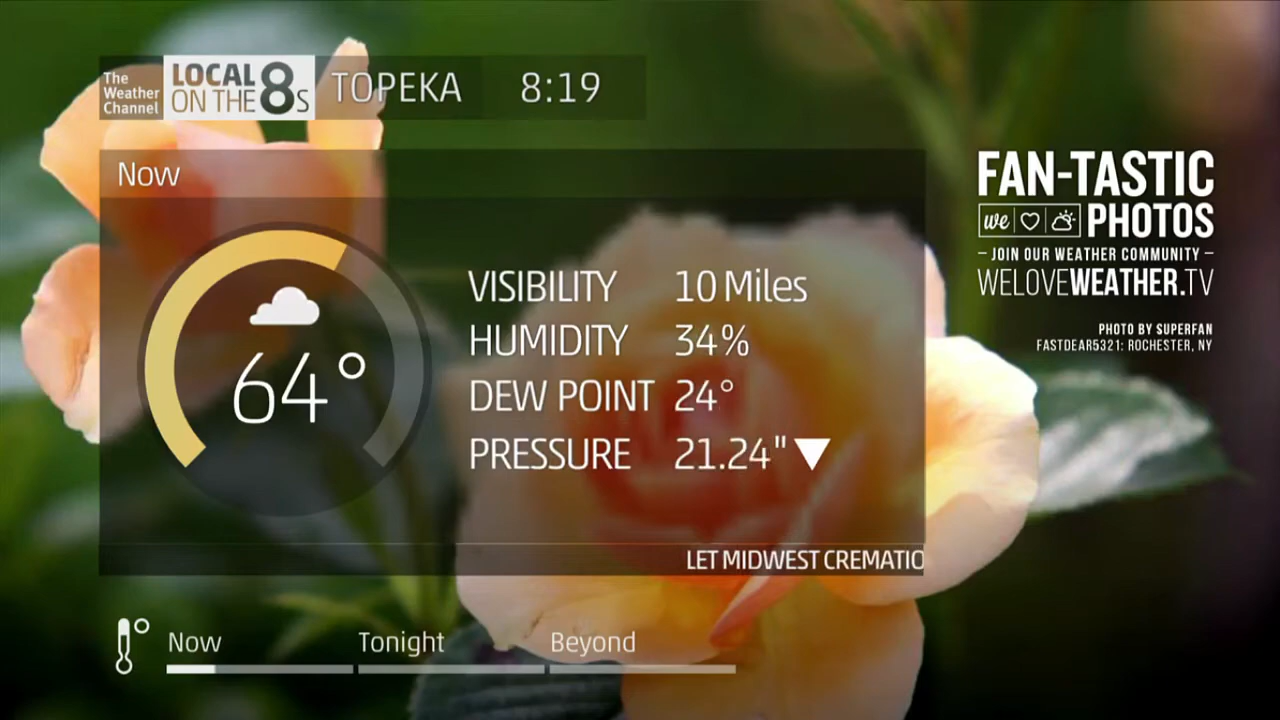 The
Weather
Channel
LOCAL
ON THE 8s
TOPEKA 8:19
Now
64°
VISIBILITY 10 Miles
HUMIDITY 34%
DEW POINT 24°
PRESSURE 21.24"
LET MIDWEST CREMATIO
Now Tonight Beyond
FAN-TASTIC
we PHOTOS
– JOIN OUR WEATHER COMMUNITY –
WELOVEWEATHER.TV
PHOTO BY SUPERFAN
FASTDEAR5321: ROCHESTER, NY